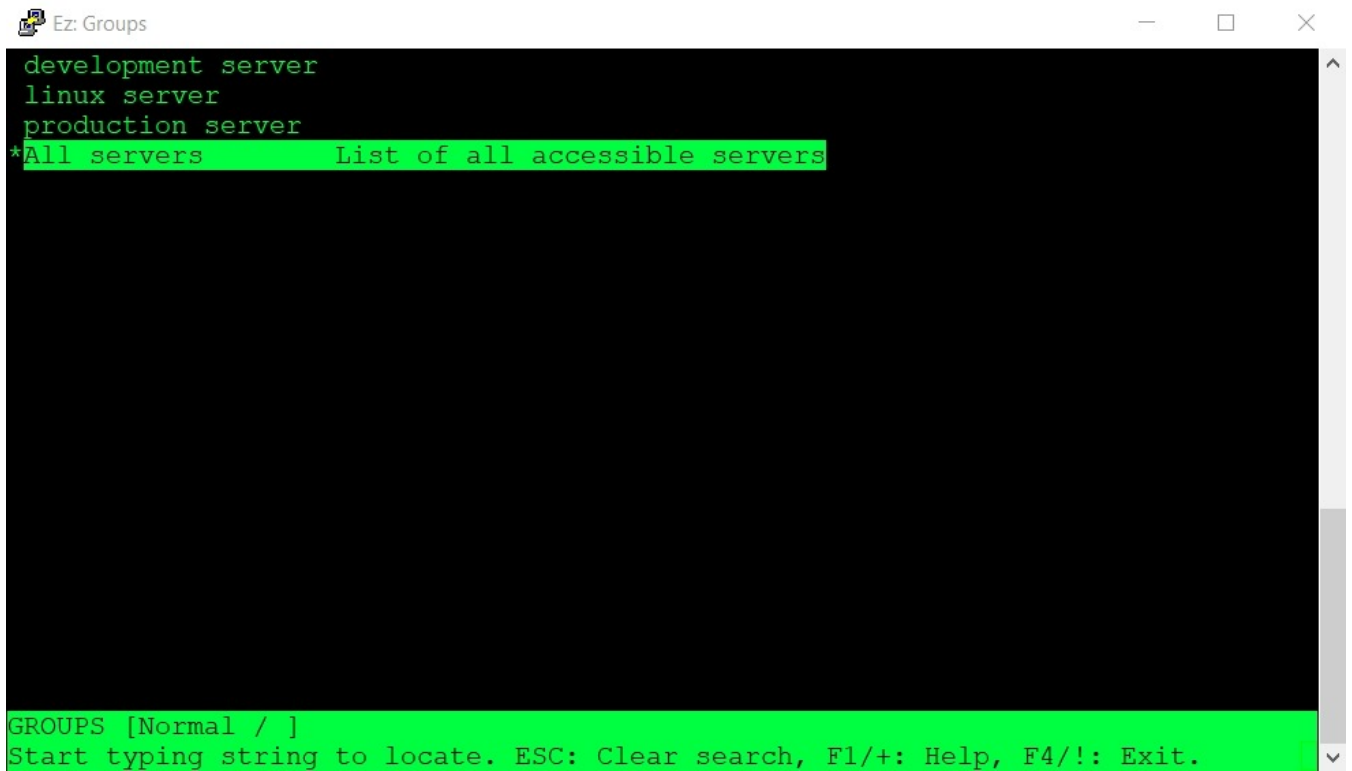 Ez: Groups
development server
linux server
production server
*All servers        List of all accessible servers
GROUPS [Normal / ]
Start typing string to locate. ESC: Clear search, F1/+: Help, F4/!: Exit.